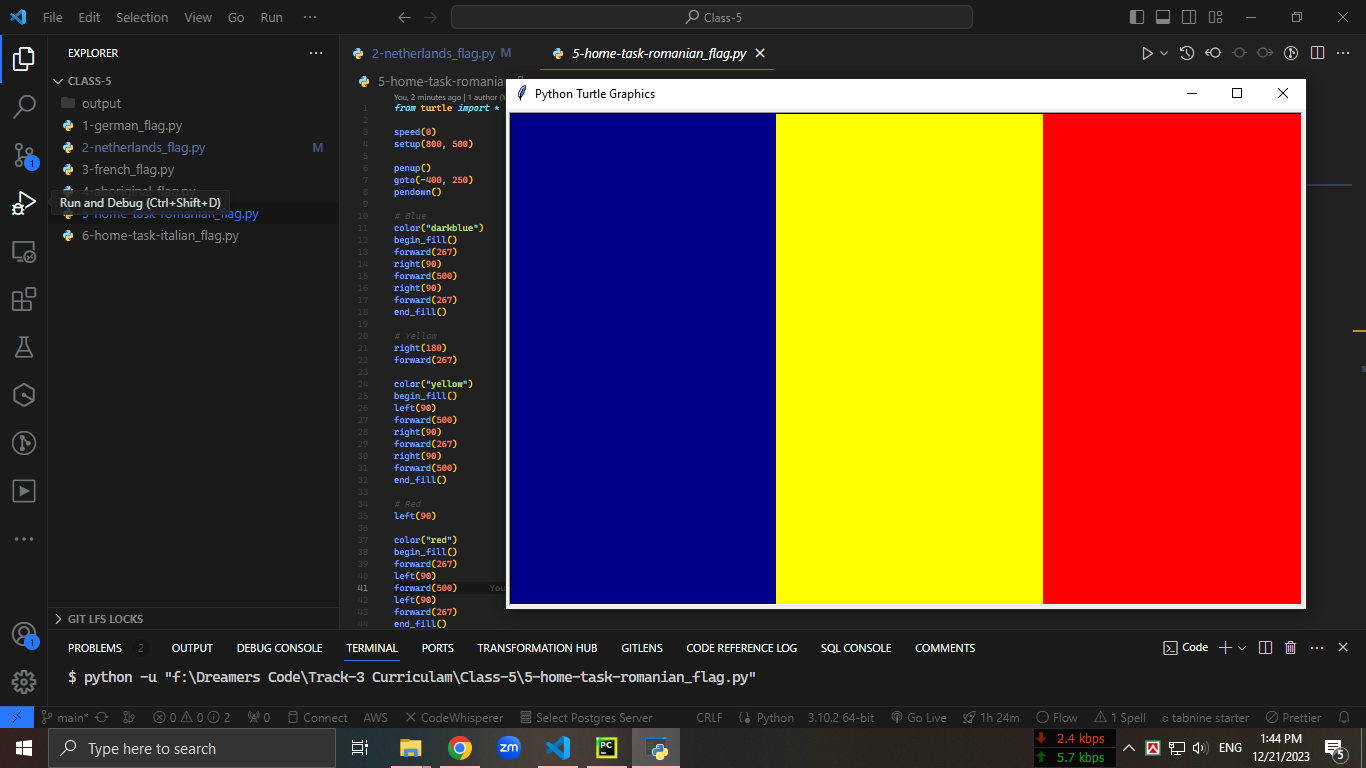 File Edit Selection View Go Run ··· Class-5
EXPLORER ···
CLASS-5
output
1-german_flag.py
2-netherlands_flag.py M
3-french_flag.py
4-aboriginal_flag.py
Run and Debug (Ctrl+Shift+D)
5-home-task-romanian_flag.py
6-home-task-italian_flag.py
GIT LFS LOCKS
2-netherlands_flag.py M 5-home-task-romanian_flag.py
5-home-task-romania
Python Turtle Graphics
You, 2 minutes ago | 1 author (Y
1 from turtle import *
2
3 speed(0)
4 setup(800, 500)
5
6 penup()
7 goto(-400, 250)
8 pendown()
9
10 # Blue
11 color("darkblue")
12 begin_fill()
13 forward(267)
14 right(90)
15 forward(500)
16 right(90)
17 forward(267)
18 end_fill()
19
20 # Yellow
21 right(180)
22 forward(267)
23
24 color("yellow")
25 begin_fill()
26 left(90)
27 forward(500)
28 right(90)
29 forward(267)
30 right(90)
31 forward(500)
32 end_fill()
33
34 # Red
35 left(90)
36
37 color("red")
38 begin_fill()
39 forward(267)
40 left(90)
41 forward(500) You
42 left(90)
43 forward(267)
44 end_fill()
PROBLEMS 2 OUTPUT DEBUG CONSOLE TERMINAL PORTS TRANSFORMATION HUB GITLENS CODE REFERENCE LOG SQL CONSOLE COMMENTS Code
$ python -u "f:\Dreamers Code\Track-3 Curriculam\Class-5\5-home-task-romanian_flag.py"
main* 0 0 2 0 Connect AWS CodeWhisperer Select Postgres Server CRLF Python 3.10.2 64-bit Go Live 1h 24m Flow 1 Spell tabnine starter Prettier
Type here to search zm PC 2.4 kbps 5.7 kbps ENG 1:44 PM 12/21/2023 5